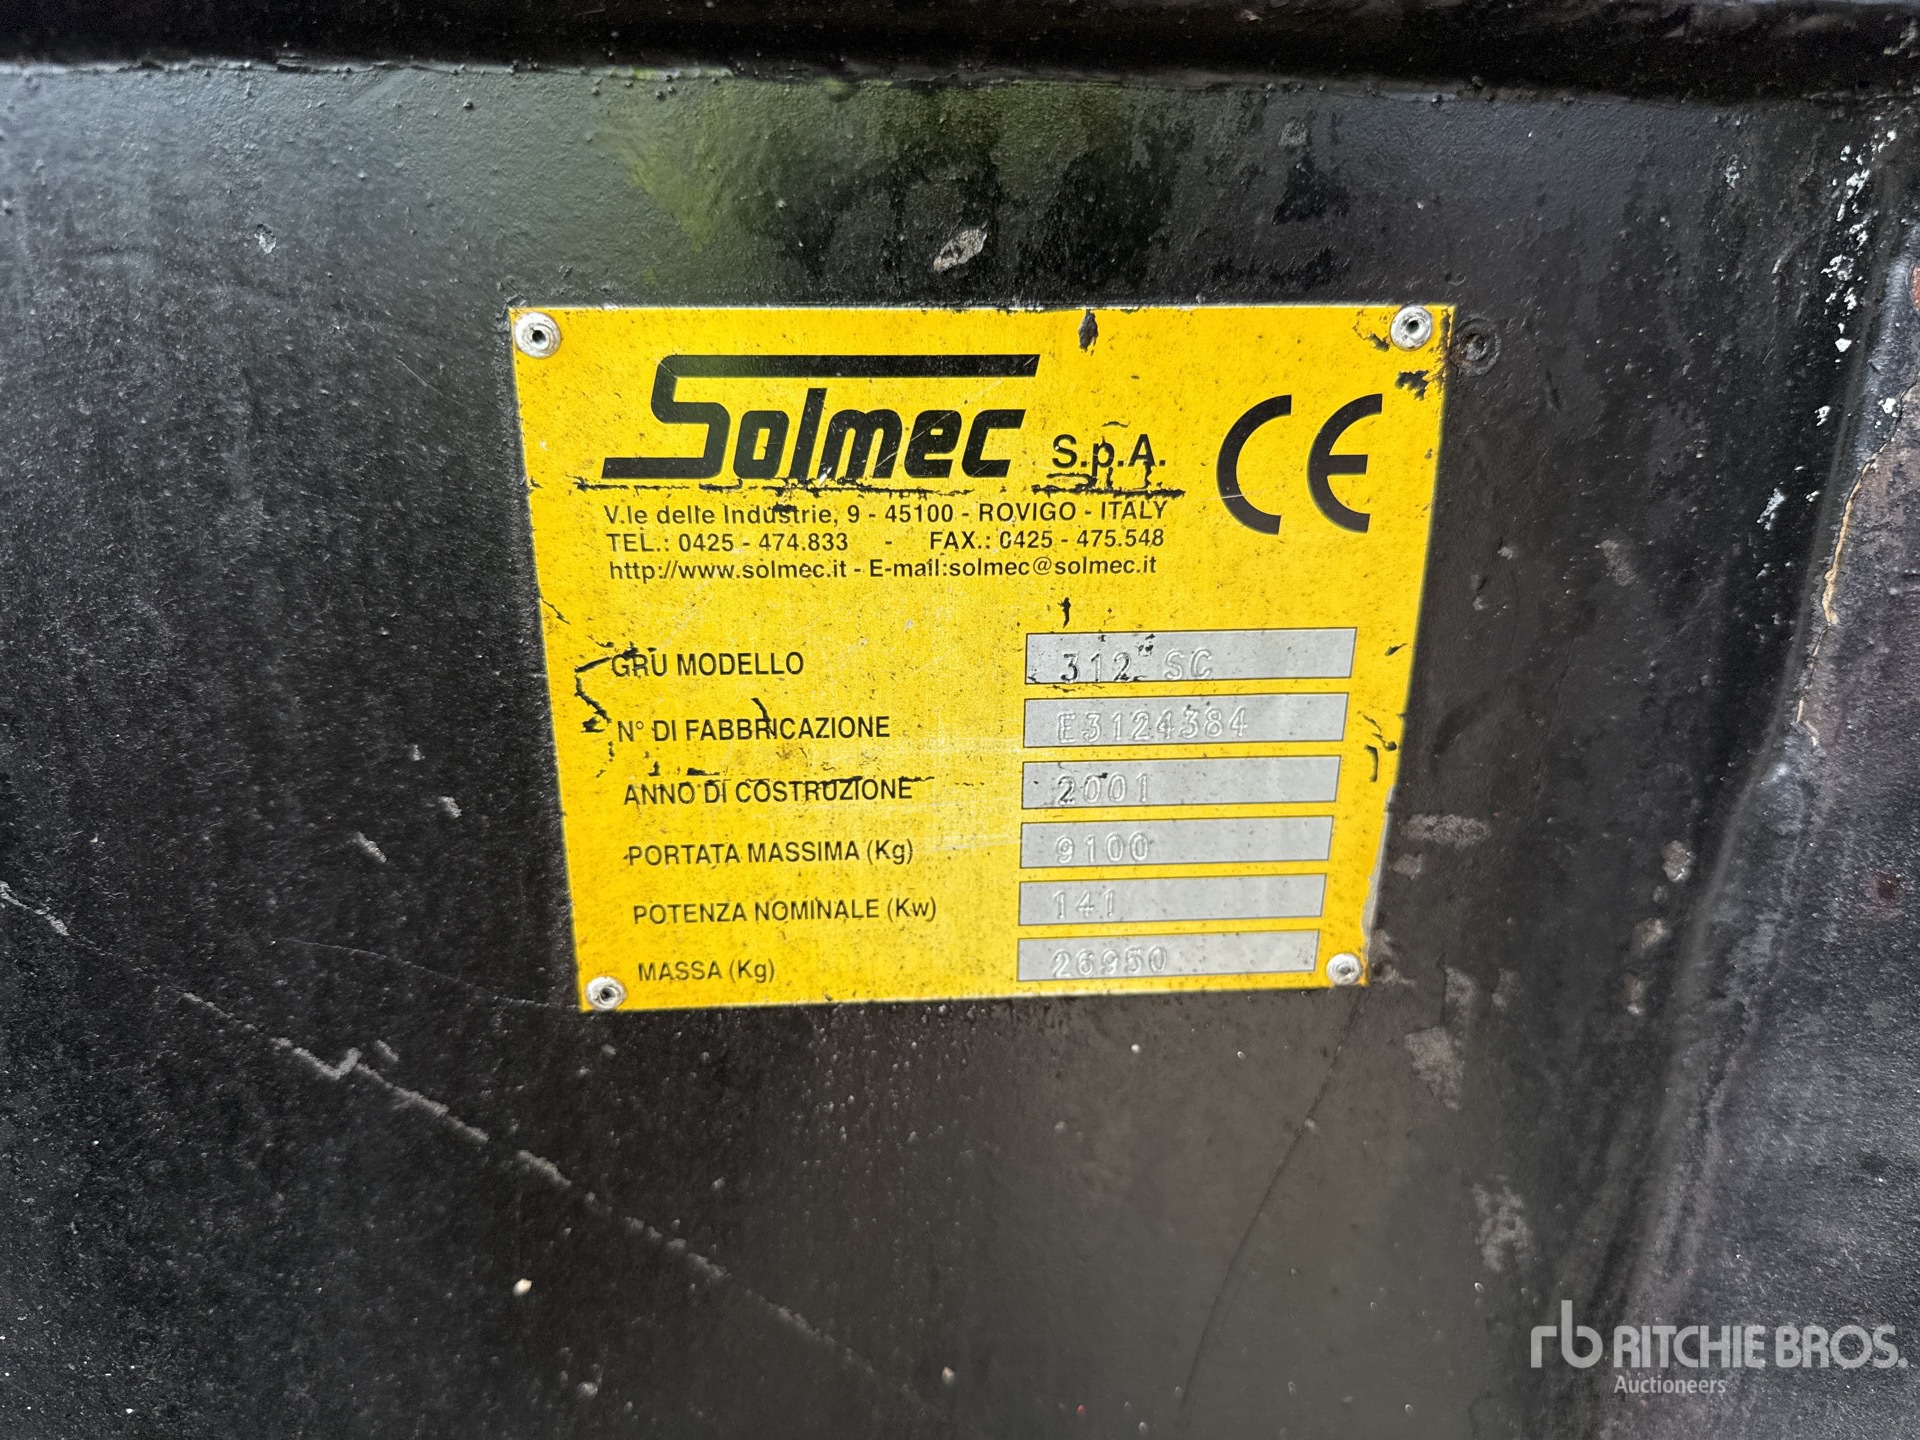 Solmec S.p.A. CE
V.le delle Industrie, 9 - 45100 - ROVIGO - ITALY
TEL.: 0425 - 474.833 - FAX.: 0425 - 475.548
http://www.solmec.it - E-mail:solmec@solmec.it
GRU MODELLO 312 SC
N° DI FABBRICAZIONE E3124384
ANNO DI COSTRUZIONE 2001
PORTATA MASSIMA (Kg) 9100
POTENZA NOMINALE (Kw) 141
MASSA (Kg) 26950
rb RITCHIE BROS.
Auctioneers